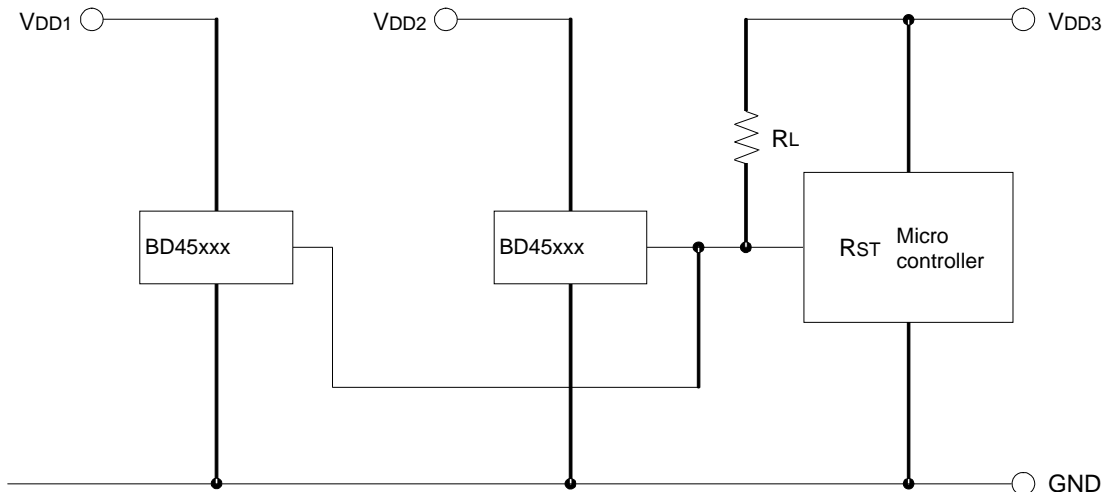 VDD1
VDD2
VDD3
RL
BD45xxx
BD45xxx
RST
Micro
controller
GND